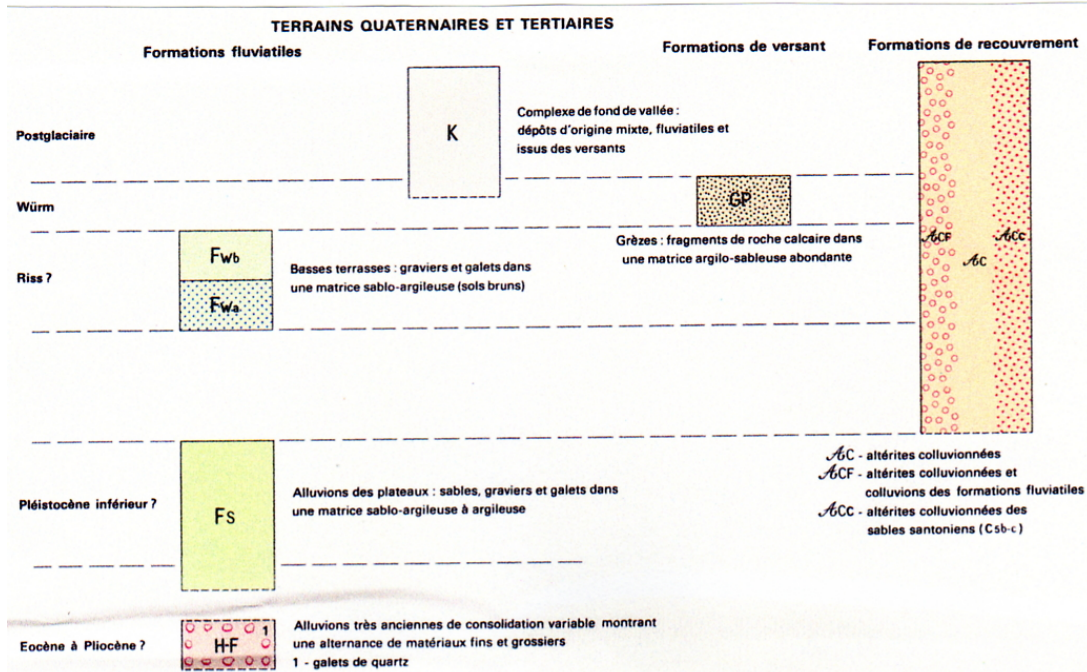 TERRAINS QUATERNAIRES ET TERTIAIRES
Formations fluviatiles
Formations de versant
Formations de recouvrement
Postglaciaire
K
Complexe de fond de vallée :
dépôts d'origine mixte, fluviatiles et
issus des versants
Würm
GP
Grèzes : fragments de roche calcaire dans
une matrice argilo-sableuse abondante
Riss ?
Fwb
Fwa
Basses terrasses : graviers et galets dans
une matrice sablo-argileuse (sols bruns)
ACF
AC
ACc
AC - altérites colluvionnées
ACF - altérites colluvionnées et
colluvions des formations fluviatiles
ACc - altérites colluvionnées des
sables santoniens (C5b-c)
Pléistocène inférieur ?
Fs
Alluvions des plateaux : sables, graviers et galets dans
une matrice sablo-argileuse à argileuse
Eocène à Pliocène ?
1
H-F
Alluvions très anciennes de consolidation variable montrant
une alternance de matériaux fins et grossiers
1 - galets de quartz